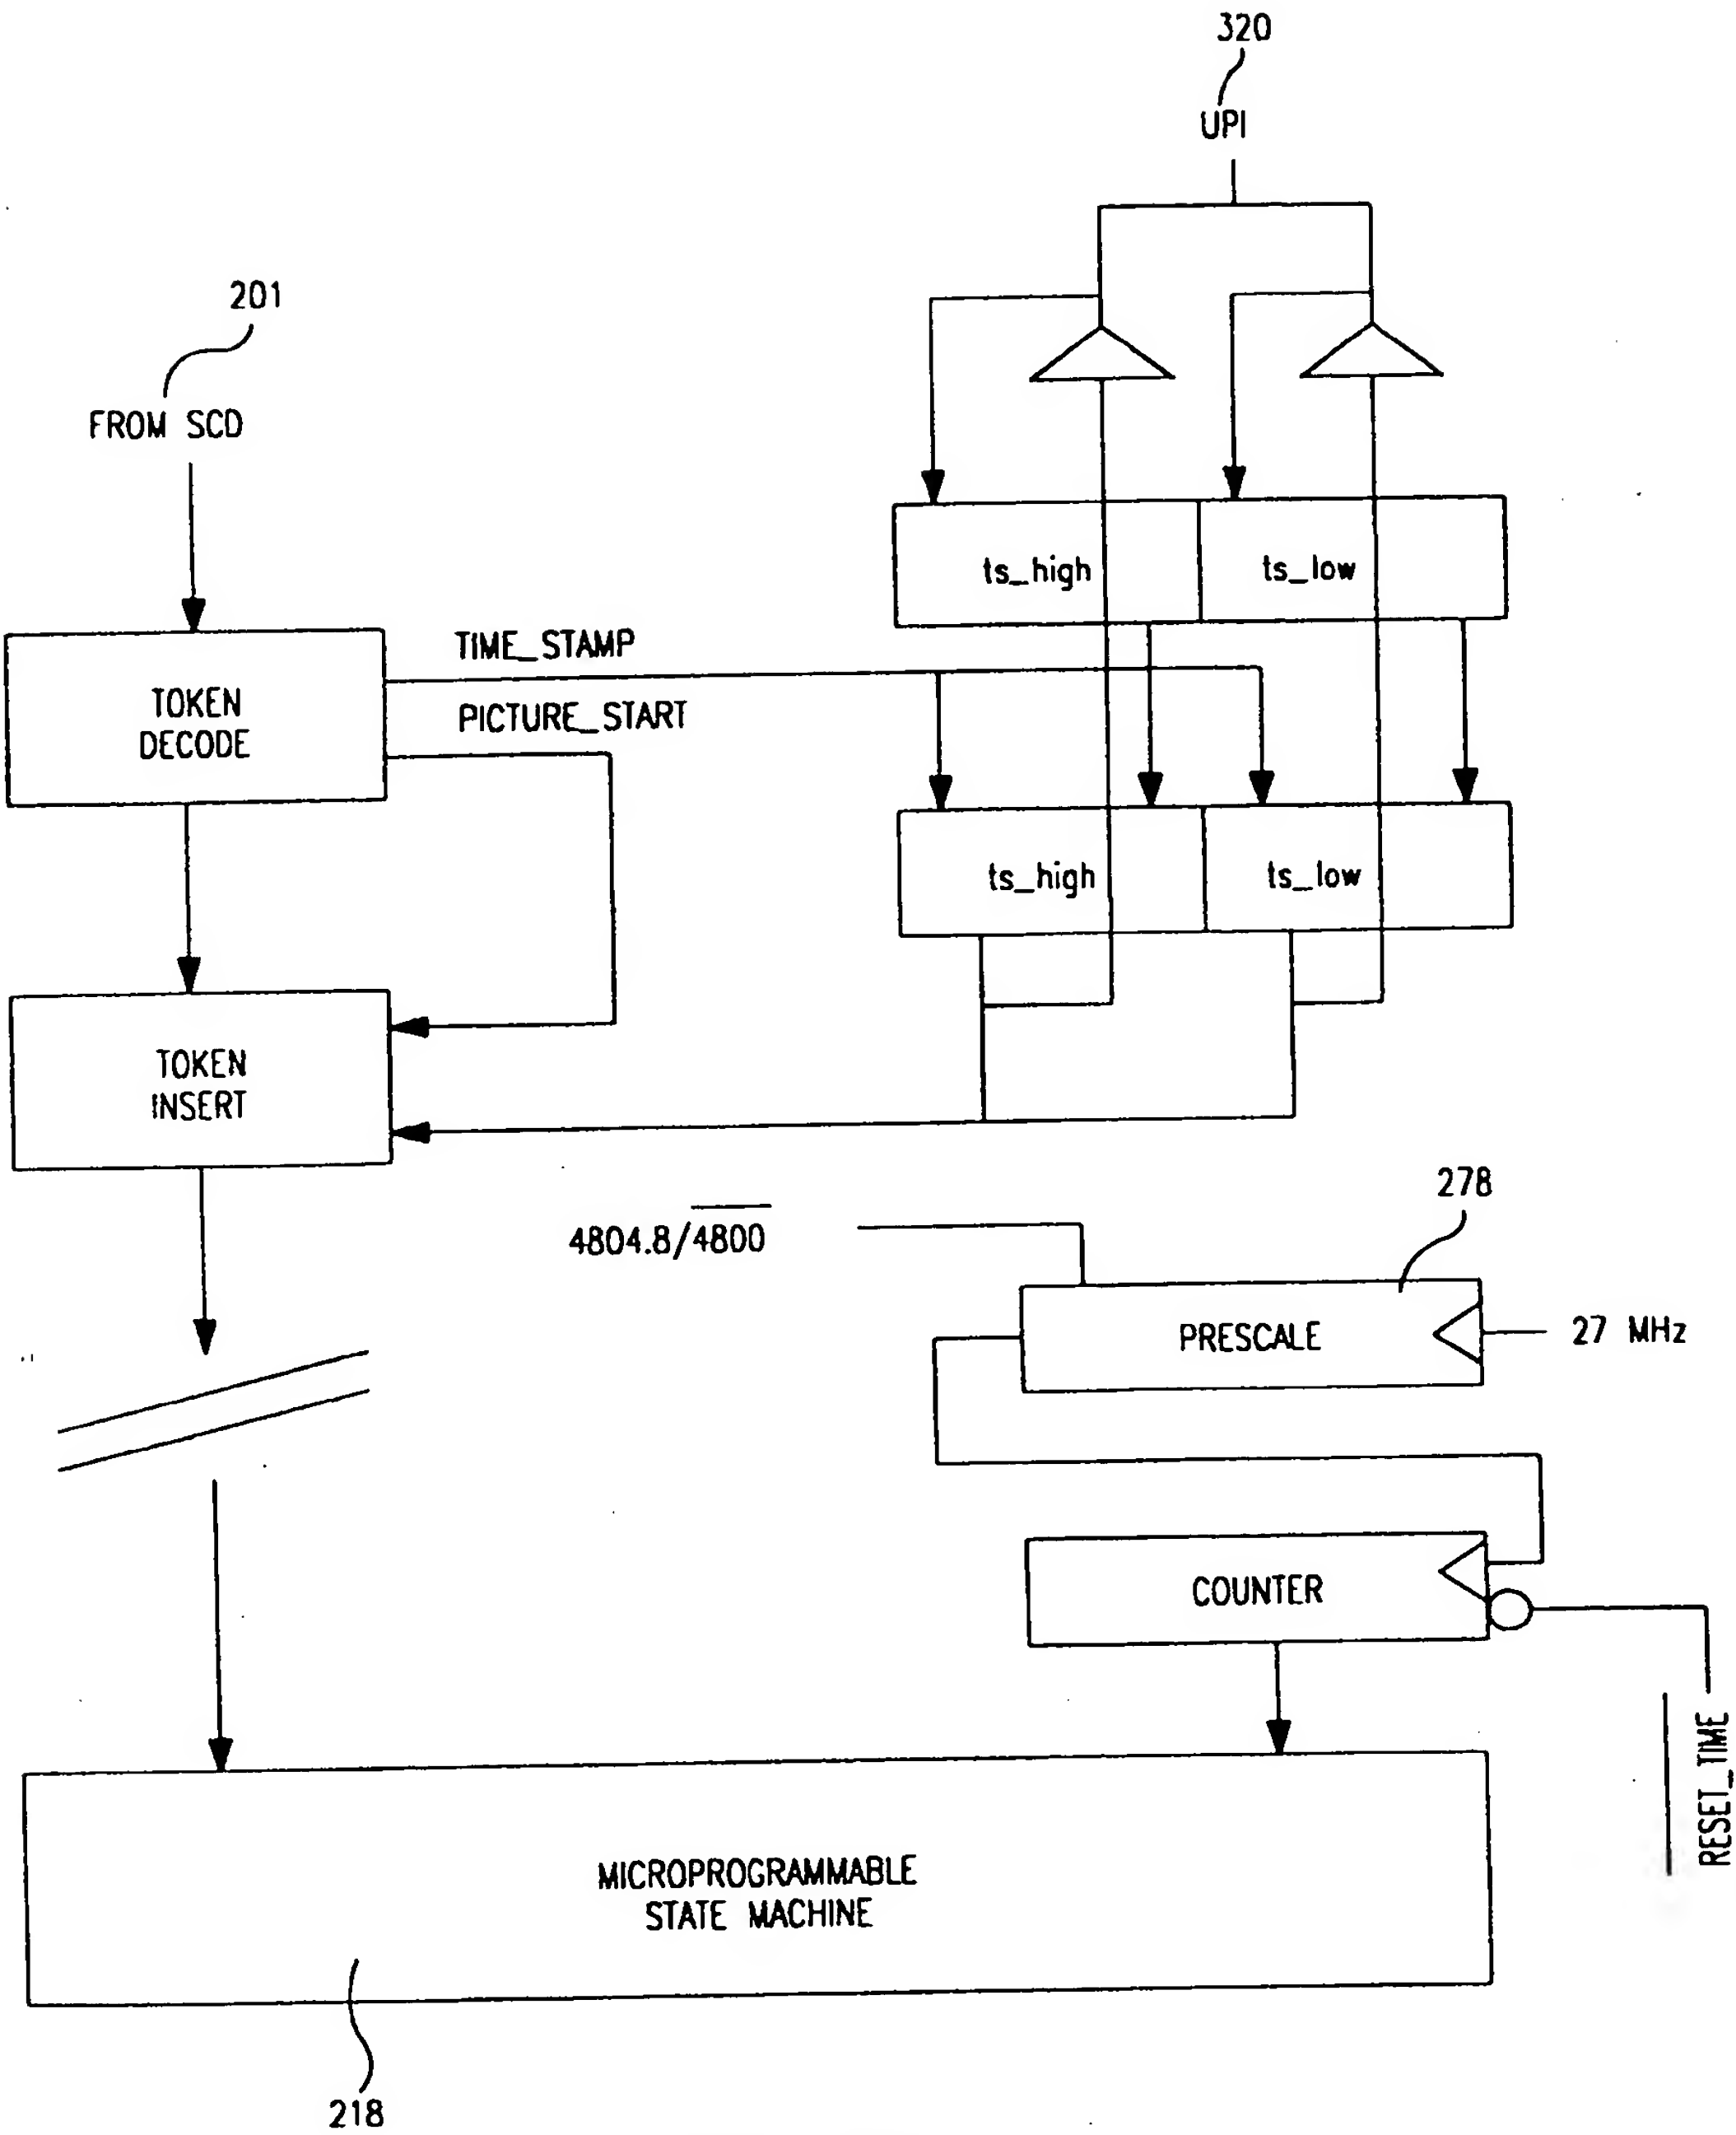 320
UPI
201
FROM SCD
ts_high
ts_low
TIME_STAMP
TOKEN
DECODE
PICTURE_START
ts_high
ts_low
TOKEN
INSERT
278
4804.8/4800
PRESCALE
27 MHz
COUNTER
RESET_TIME
MICROPROGRAMMABLE
STATE MACHINE
218